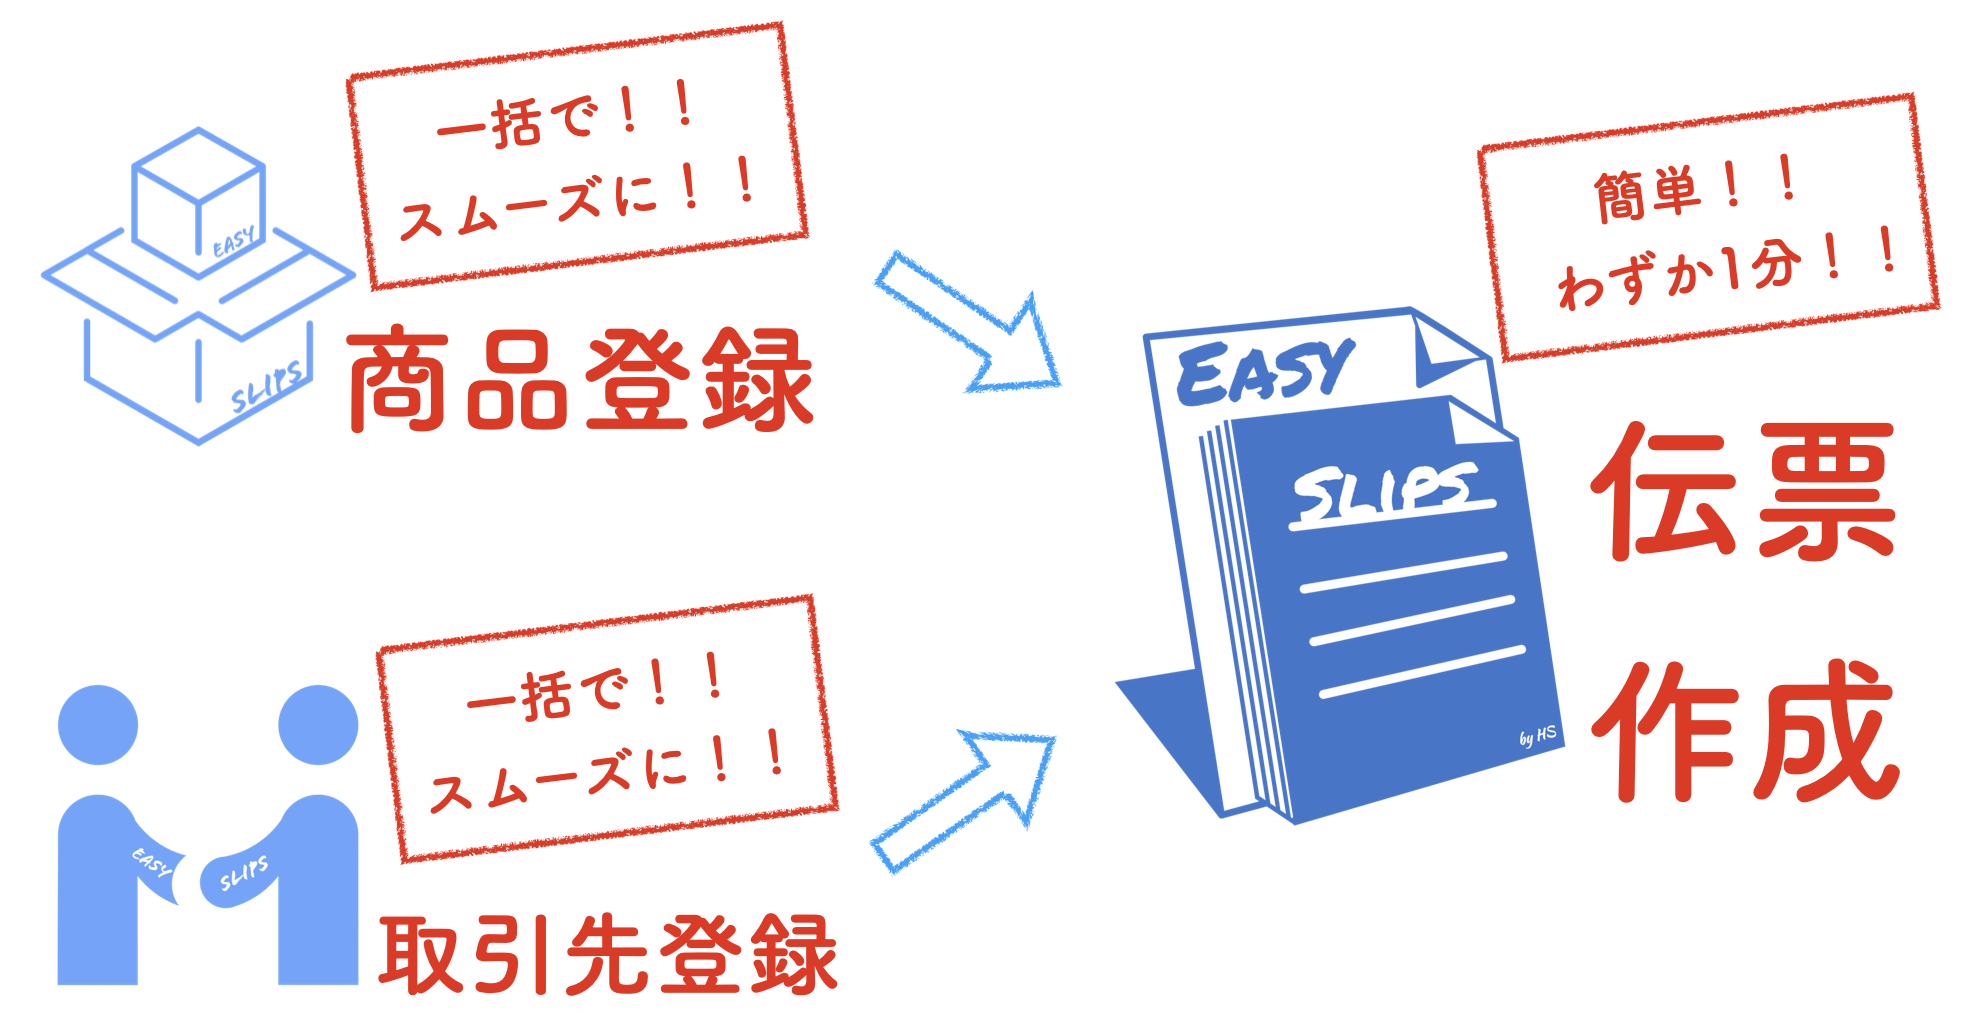 一括で！！
スムーズに！！
EASY
SLIPS
商品登録
一括で！！
スムーズに！！
EASY
SLIPS
取引先登録
簡単！！
わずか1分！！
EASY
SLIPS
by HS
伝票
作成